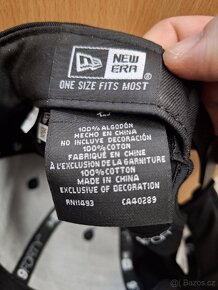 NEW
ERA
ONE SIZE FITS MOST
100% ALGODÓN
HECHO EN CHINA
NO INCLUYE DECORACIÓN
100% COTON
FABRIQUÉ EN CHINE
EXCLUSION DE LA GARNITURE
100% COTTON
MADE IN CHINA
EXCLUSIVE OF DECORATION
RN11493 CA40289